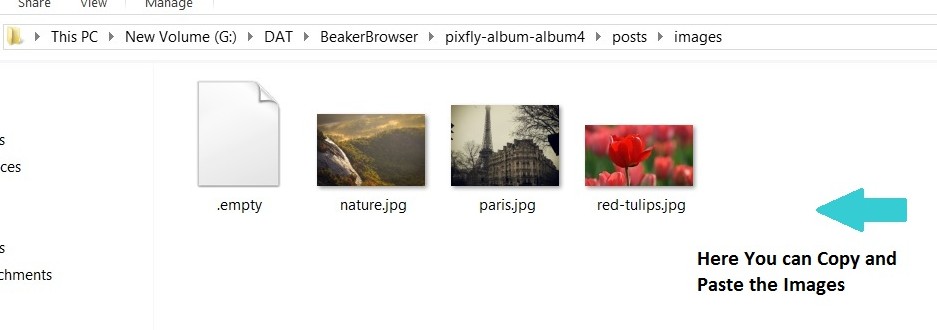 Share View Manage
This PC New Volume (G:) DAT BeakerBrowser pixfly-album-album4 posts images
s
ces
.empty nature.jpg paris.jpg red-tulips.jpg
s
Here You can Copy and
chments
Paste the Images